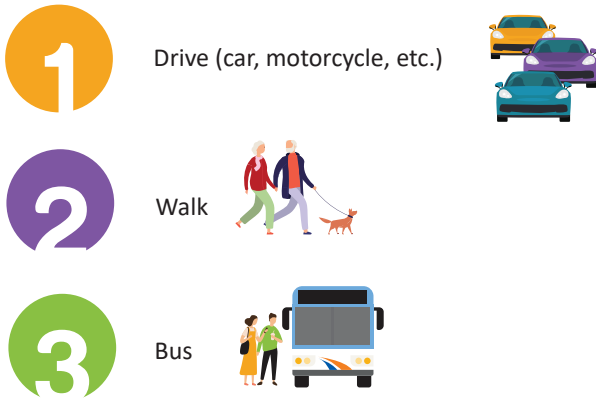 1
Drive (car, motorcycle, etc.)
2
Walk
3
Bus